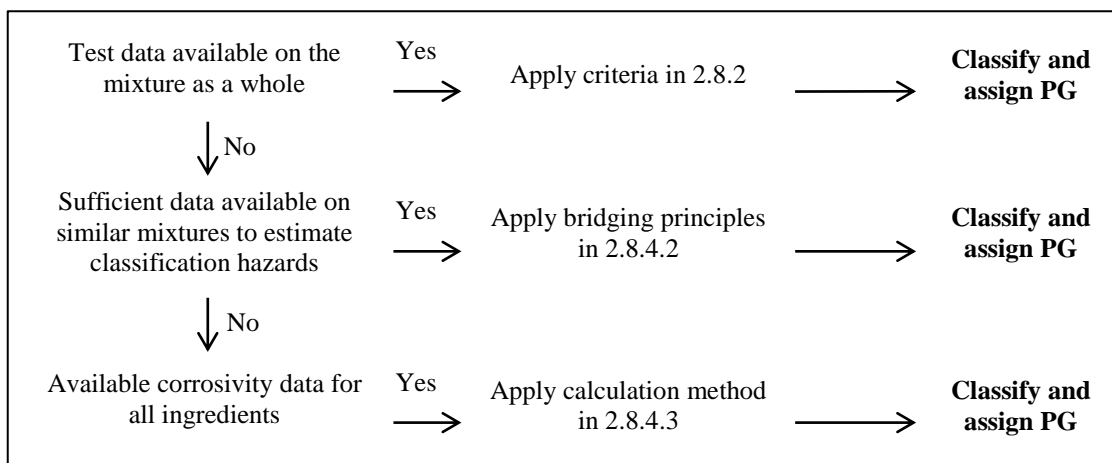 Test data available on the
mixture as a whole
Yes
Apply criteria in 2.8.2
Classify and
assign PG
No
Sufficient data available on
similar mixtures to estimate
classification hazards
Yes
Apply bridging principles
in 2.8.4.2
Classify and
assign PG
No
Available corrosivity data for
all ingredients
Yes
Apply calculation method
in 2.8.4.3
Classify and
assign PG